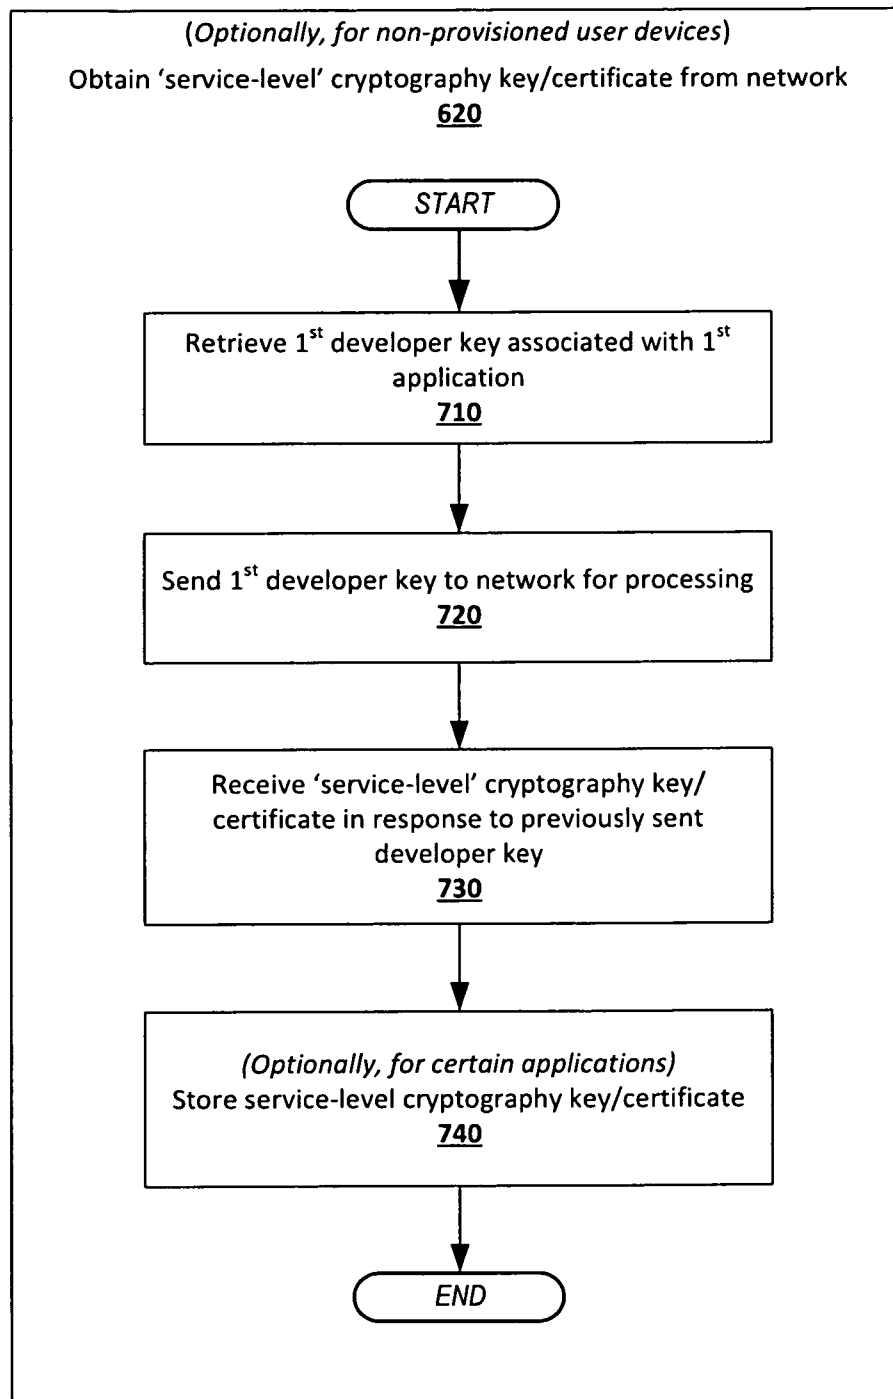 (Optionally, for non-provisioned user devices)
Obtain ‘service-level’ cryptography key/certificate from network
620
START
Retrieve 1st developer key associated with 1st
application
710
Send 1st developer key to network for processing
720
Receive ‘service-level’ cryptography key/
certificate in response to previously sent
developer key
730
(Optionally, for certain applications)
Store service-level cryptography key/certificate
740
END